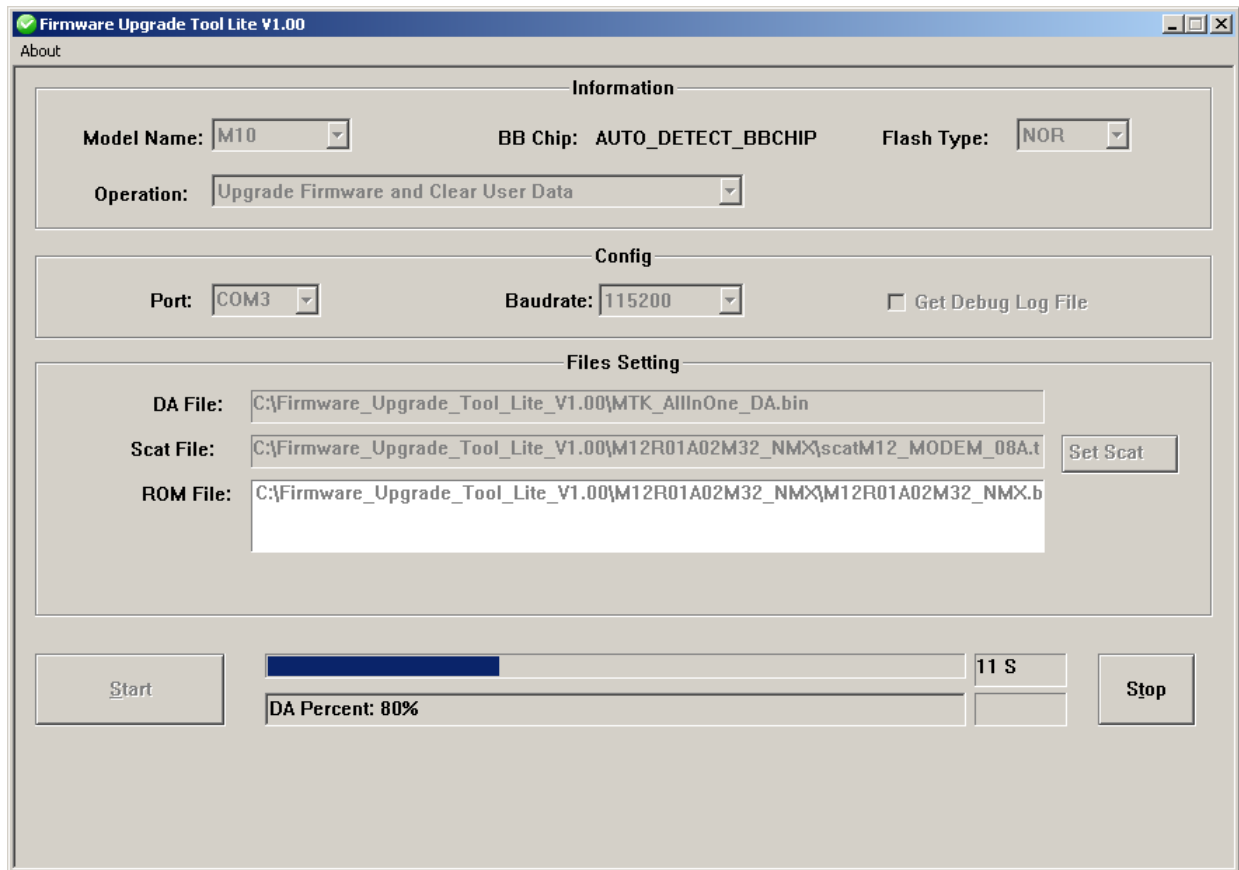 Firmware Upgrade Tool Lite V1.00
About
Information
Model Name: M10 BB Chip: AUTO_DETECT_BBCHIP Flash Type: NOR
Operation: Upgrade Firmware and Clear User Data
Config
Port: COM3 Baudrate: 115200 Get Debug Log File
Files Setting
DA File: C:\Firmware_Upgrade_Tool_Lite_V1.00\MTK_AllInOne_DA.bin
Scat File: C:\Firmware_Upgrade_Tool_Lite_V1.00\M12R01A02M32_NMX\scatM12_MODEM_08A.t Set Scat
ROM File: C:\Firmware_Upgrade_Tool_Lite_V1.00\M12R01A02M32_NMX\M12R01A02M32_NMX.b
Start 11 S Stop
DA Percent: 80%